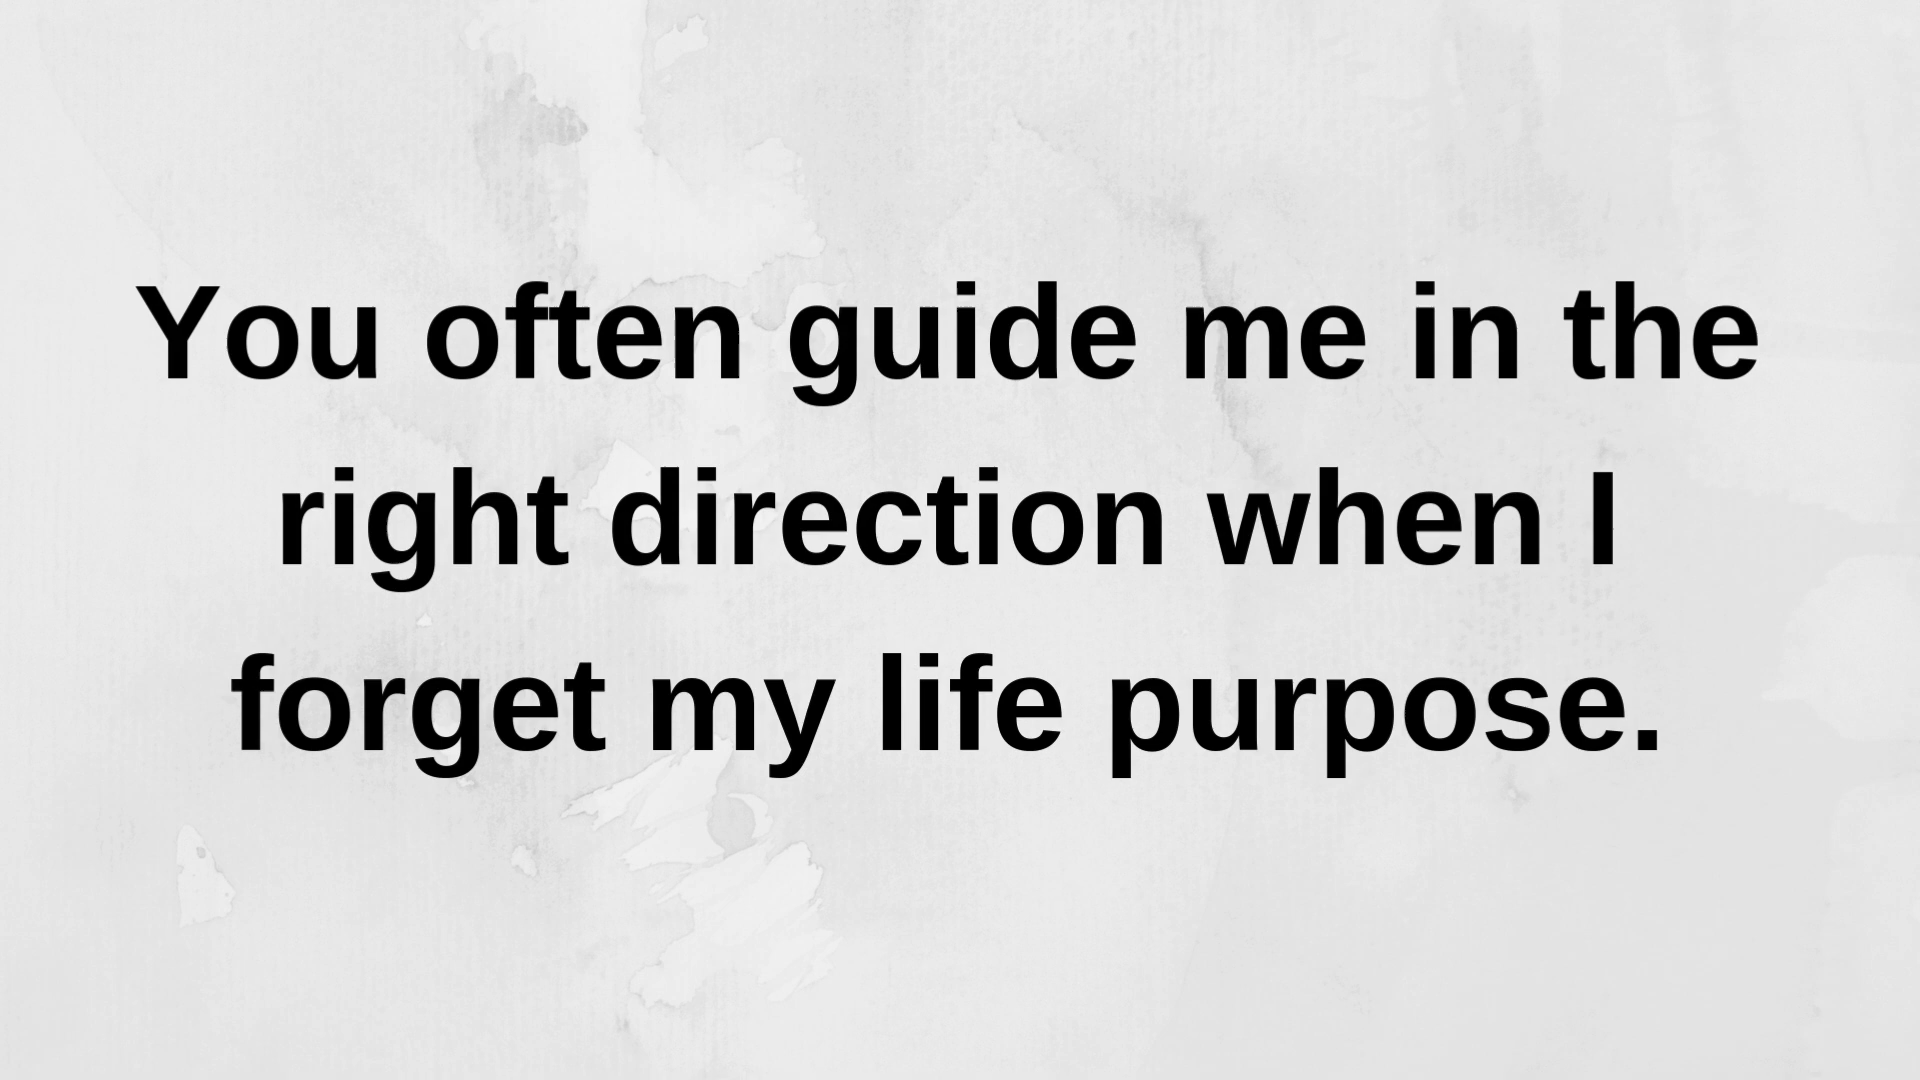 You often guide me in the
right direction when I
forget my life purpose.